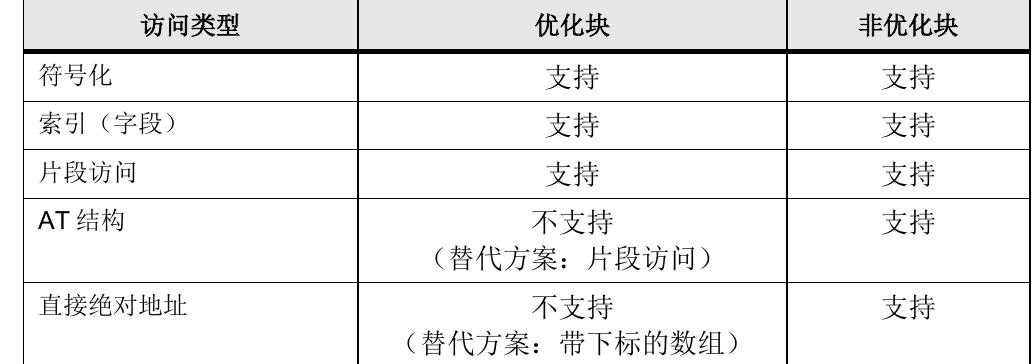 访问类型 优化块 非优化块
符号化 支持 支持
索引（字段） 支持 支持
片段访问 支持 支持
AT 结构 不支持 支持
（替代方案：片段访问）
直接绝对地址 不支持 支持
（替代方案：带下标的数组）